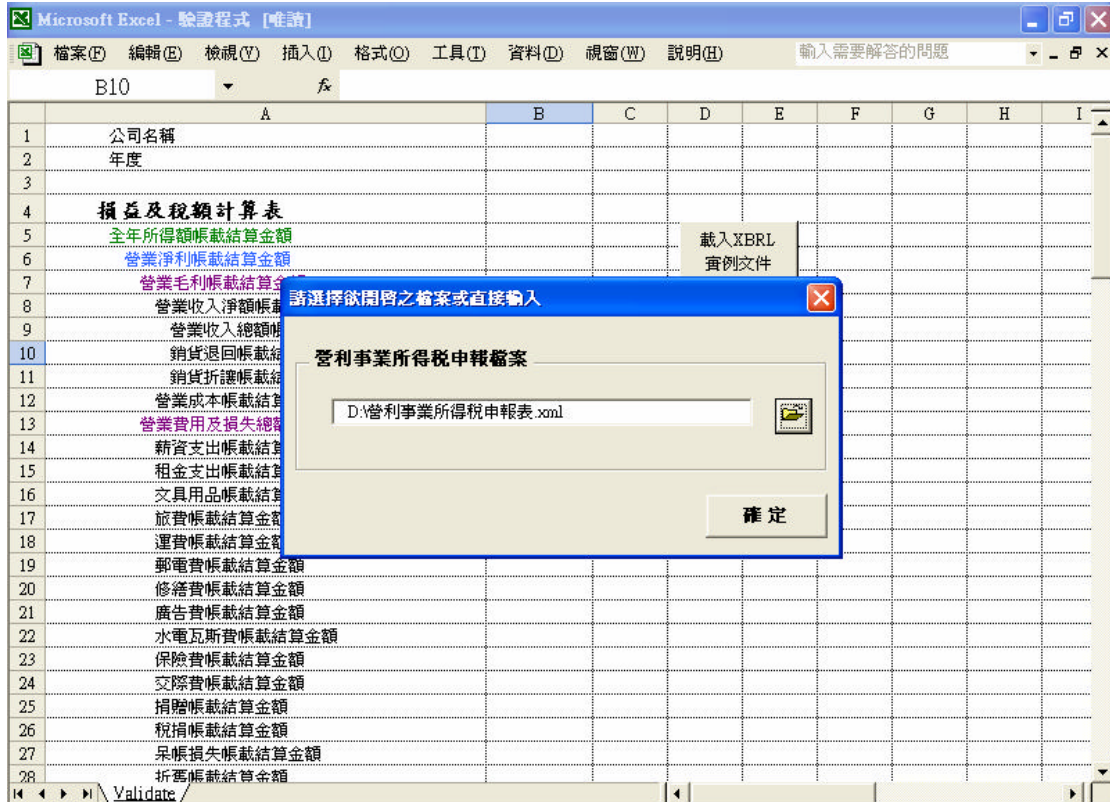 Microsoft Excel - 驗證程式 [唯讀]
檔案(F) 編輯(E) 檢視(V) 插入(I) 格式(O) 工具(T) 資料(D) 視窗(W) 說明(H) 輸入需要解答的問題
B10 fx
A B C D E F G H I
1 公司名稱
2 年度
3
4 損益及稅額計算表
5 全年所得額帳載結算金額
載入XBRL
6 營業淨利帳載結算金額
實例文件
7 營業毛利帳載結算金
請選擇欲開啓之檔案或直接輸入
8 營業收入淨額帳載
9 營業收入總額帳
10 銷貨退回帳載結
營利事業所得稅申報檔案
11 銷貨折讓帳載結
12 營業成本帳載結算
D:\營利事業所得稅申報表.xml
13 營業費用及損失總額
14 薪資支出帳載結算
15 租金支出帳載結算
16 文具用品帳載結算
17 旅費帳載結算金額
確定
18 運費帳載結算金額
19 郵電費帳載結算金額
20 修繕費帳載結算金額
21 廣告費帳載結算金額
22 水電瓦斯費帳載結算金額
23 保險費帳載結算金額
24 交際費帳載結算金額
25 捐贈帳載結算金額
26 稅捐帳載結算金額
27 呆帳損失帳載結算金額
28 折舊帳載結算金額
Validate